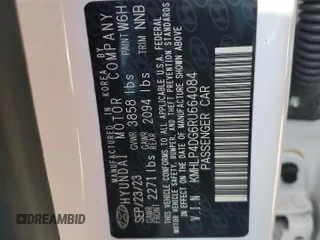 MANUFACTURED IN KOREA BY
HYUNDAI MOTOR COMPANY
SEP/23/23 GVWR 3858 lbs PAINT W6H
GAWR FRONT 2271 lbs GAWR REAR 2094 lbs TRIM NNB
THIS VEHICLE CONFORMS TO ALL APPLICABLE U.S.A. FEDERAL
MOTOR VEHICLE SAFETY, BUMPER, AND THEFT PREVENTION
STANDARDS IN EFFECT ON THE DATE OF MANUFACTURE SHOWN ABOVE.
V.I.N KMHLP4DG6RU664084
PASSENGER CAR
DREAMBID